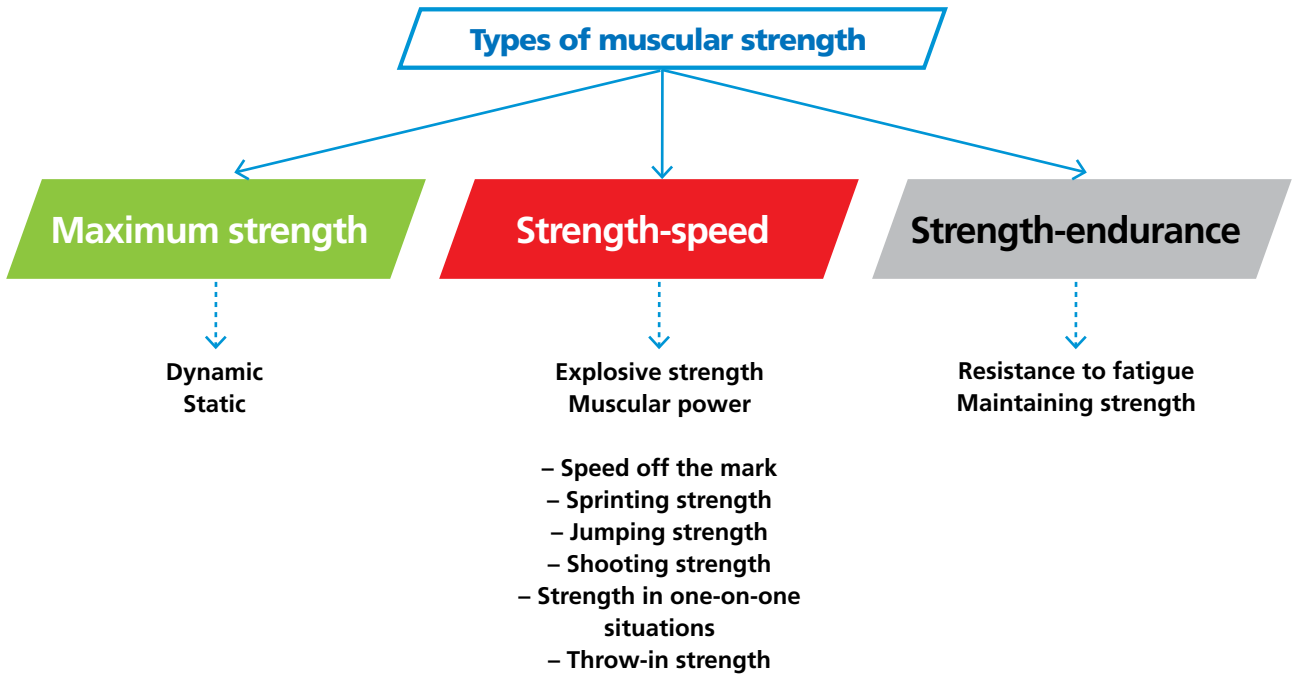 Types of muscular strength
Maximum strength
Strength-speed
Strength-endurance
Dynamic
Static
Explosive strength
Muscular power
– Speed off the mark
– Sprinting strength
– Jumping strength
– Shooting strength
– Strength in one-on-one
situations
– Throw-in strength
Resistance to fatigue
Maintaining strength